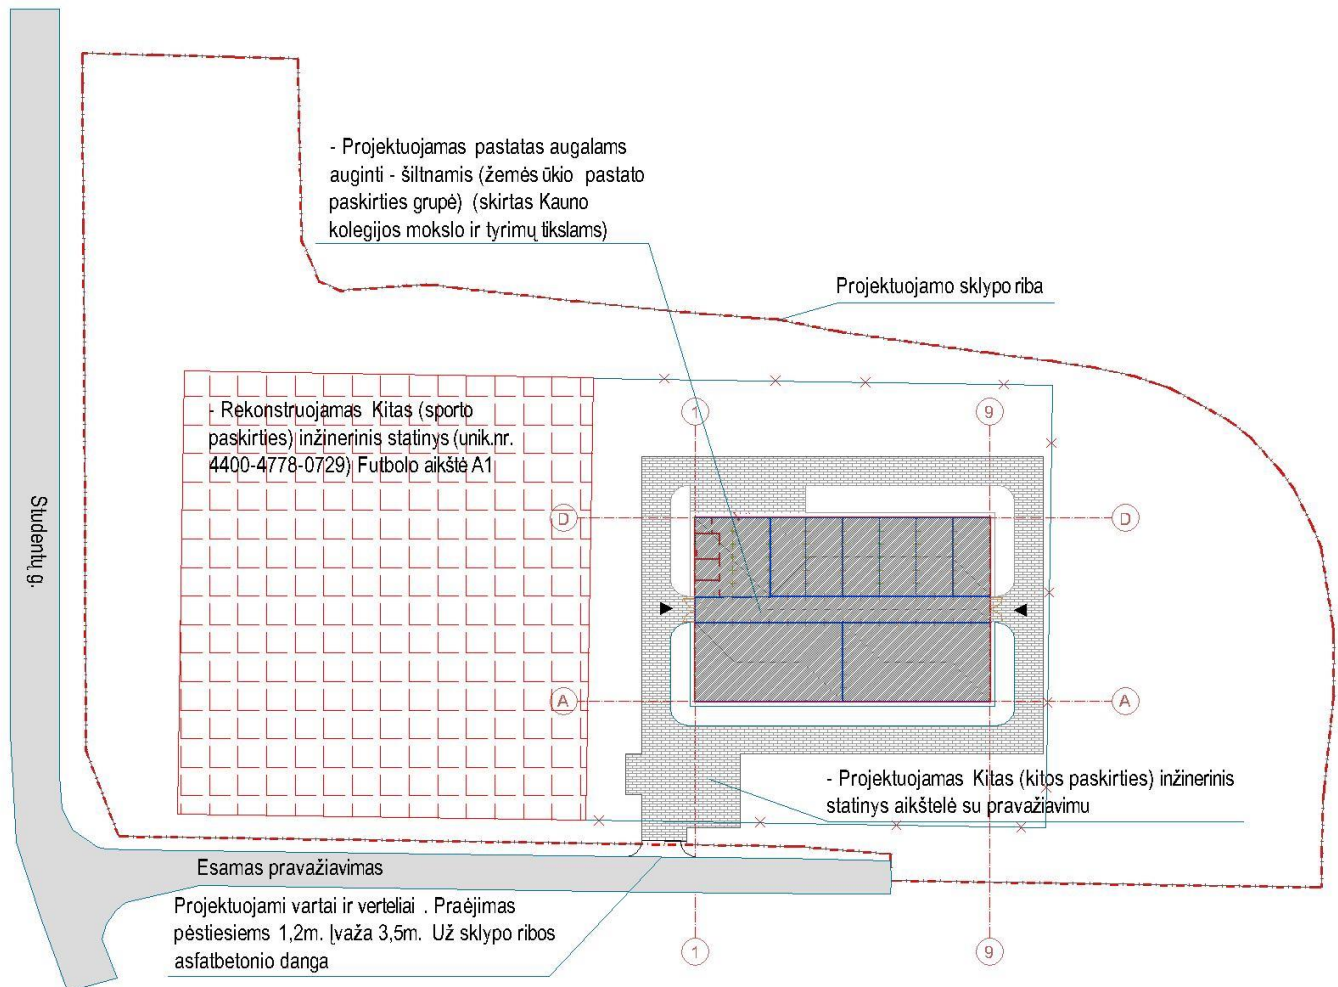 - Projektuojamas pastatas augalams
auginti - šiltnamis (žemės ūkio pastato
paskirties grupė) (skirtas Kauno
kolegijos mokslo ir tyrimų tikslams)
Projektuojamo sklypo riba
- Rekonstruojamas Kitas (sporto
paskirties) inžinerinis statinys (unik.nr.
4400-4778-0729) Futbolo aikštė A1
1
9
Studentų g.
D
D
A
A
- Projektuojamas Kitas (kitos paskirties) inžinerinis
statinys aikštelė su pravažiavimu
Esamas pravažiavimas
Projektuojami vartai ir verteliai . Praėjimas
pėstiesiems 1,2m. Įvaža 3,5m. Už sklypo ribos
asfatbetonio danga
1
9